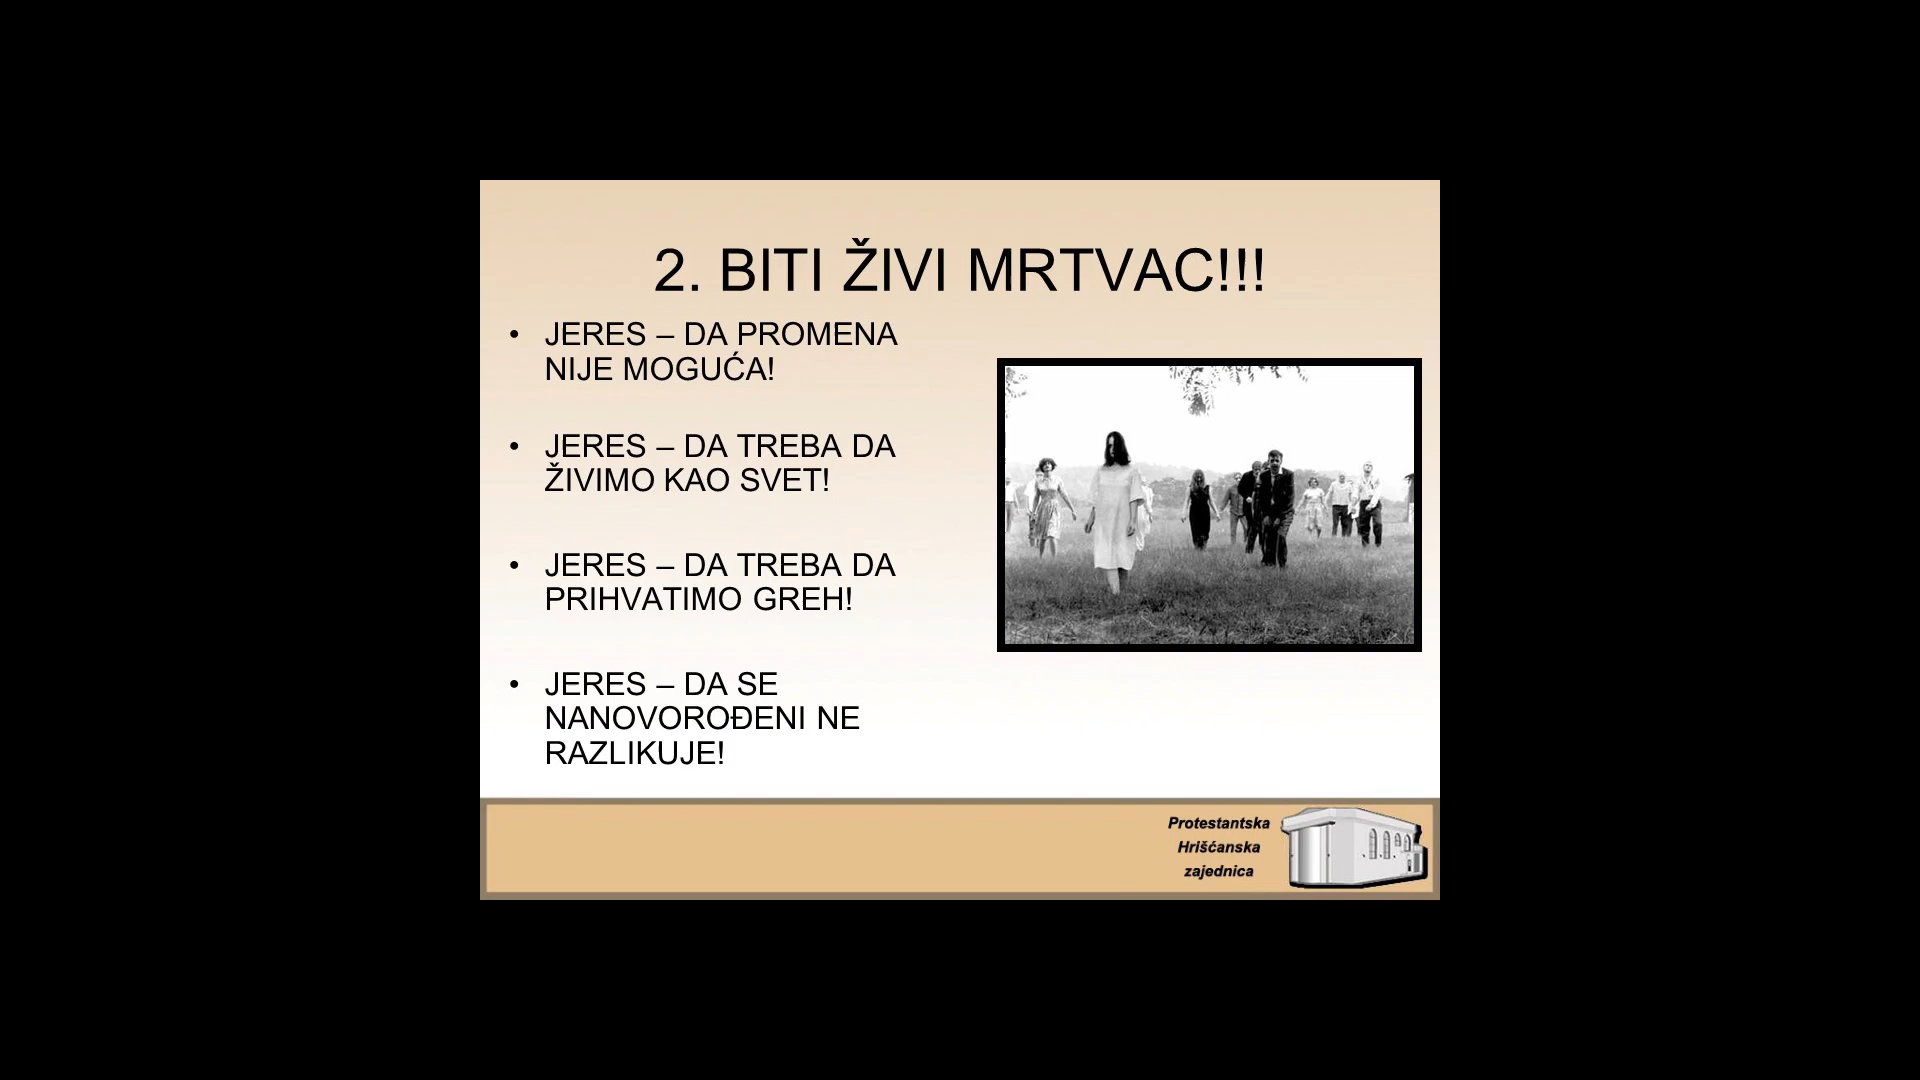 2. BITI ŽIVI MRTVAC!!!
• JERES – DA PROMENA
NIJE MOGUĆA!
• JERES – DA TREBA DA
ŽIVIMO KAO SVET!
• JERES – DA TREBA DA
PRIHVATIMO GREH!
• JERES – DA SE
NANOVOROĐENI NE
RAZLIKUJE!
Protestantska
Hrišćanska
zajednica